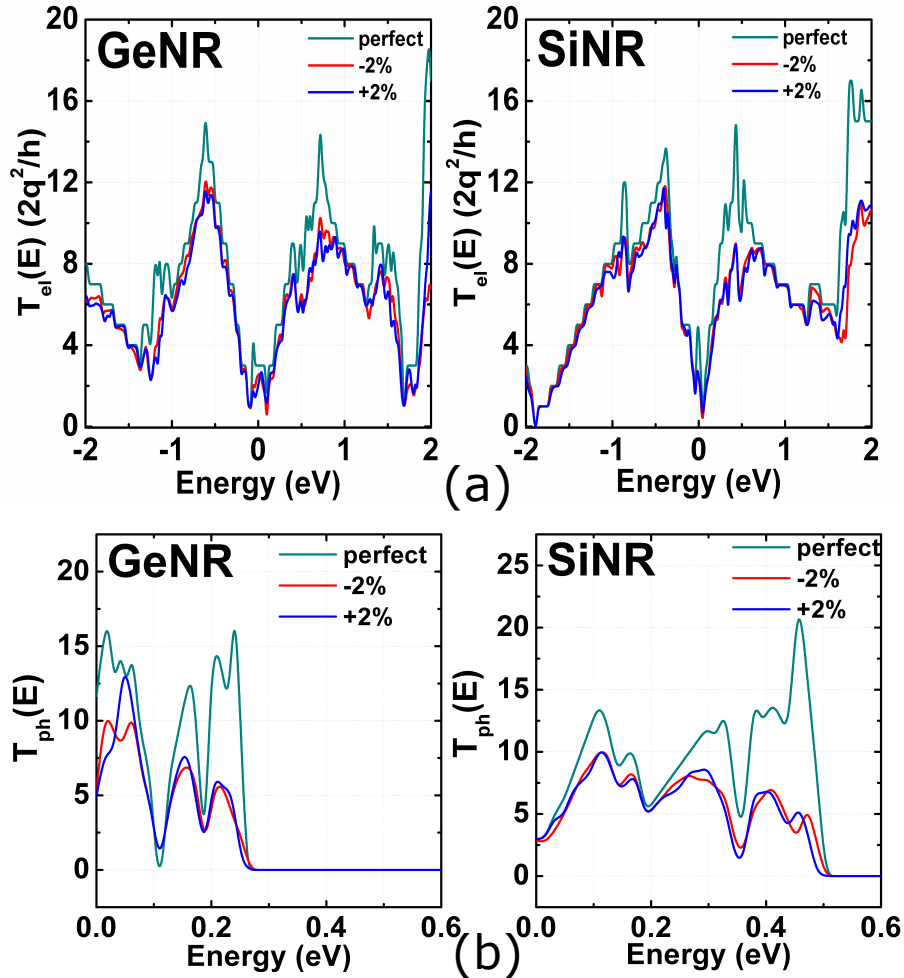 GeNR
perfect
-2%
+2%
T_el(E) (2q^2/h)
20
16
12
8
4
0
-2 -1 0 1 2
Energy (eV)
SiNR
perfect
-2%
+2%
T_el(E) (2q^2/h)
20
16
12
8
4
0
-2 -1 0 1 2
Energy (eV)
(a)
GeNR
perfect
-2%
+2%
T_ph(E)
20
15
10
5
0
0.0 0.2 0.4 0.6
Energy (eV)
SiNR
perfect
-2%
+2%
T_ph(E)
25
20
15
10
5
0
0.0 0.2 0.4 0.6
Energy (eV)
(b)